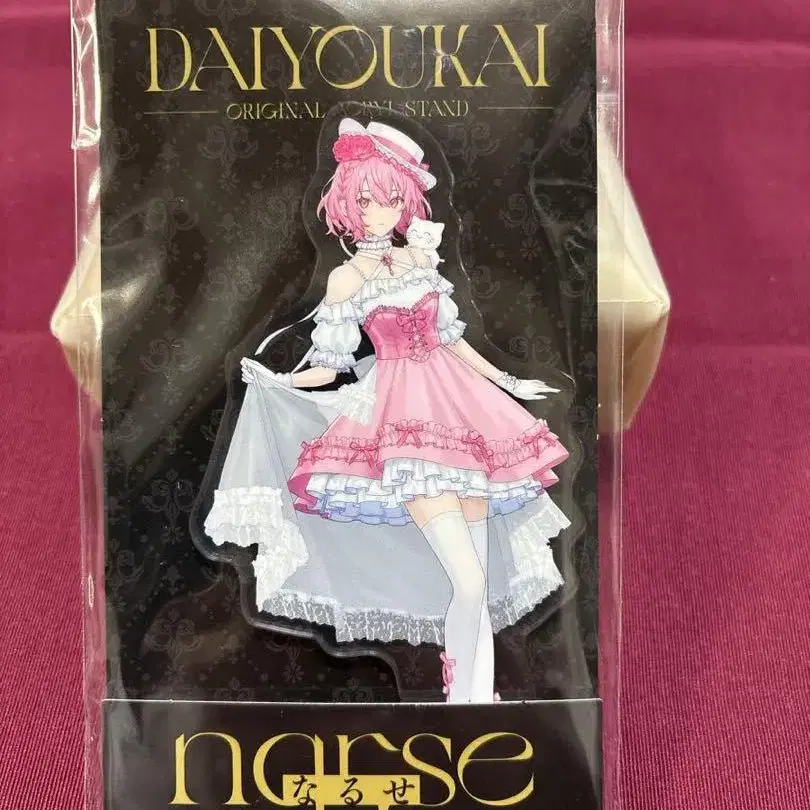 DAIYOUKAI
ORIGINAL ACRYL STAND
narse
なるせ